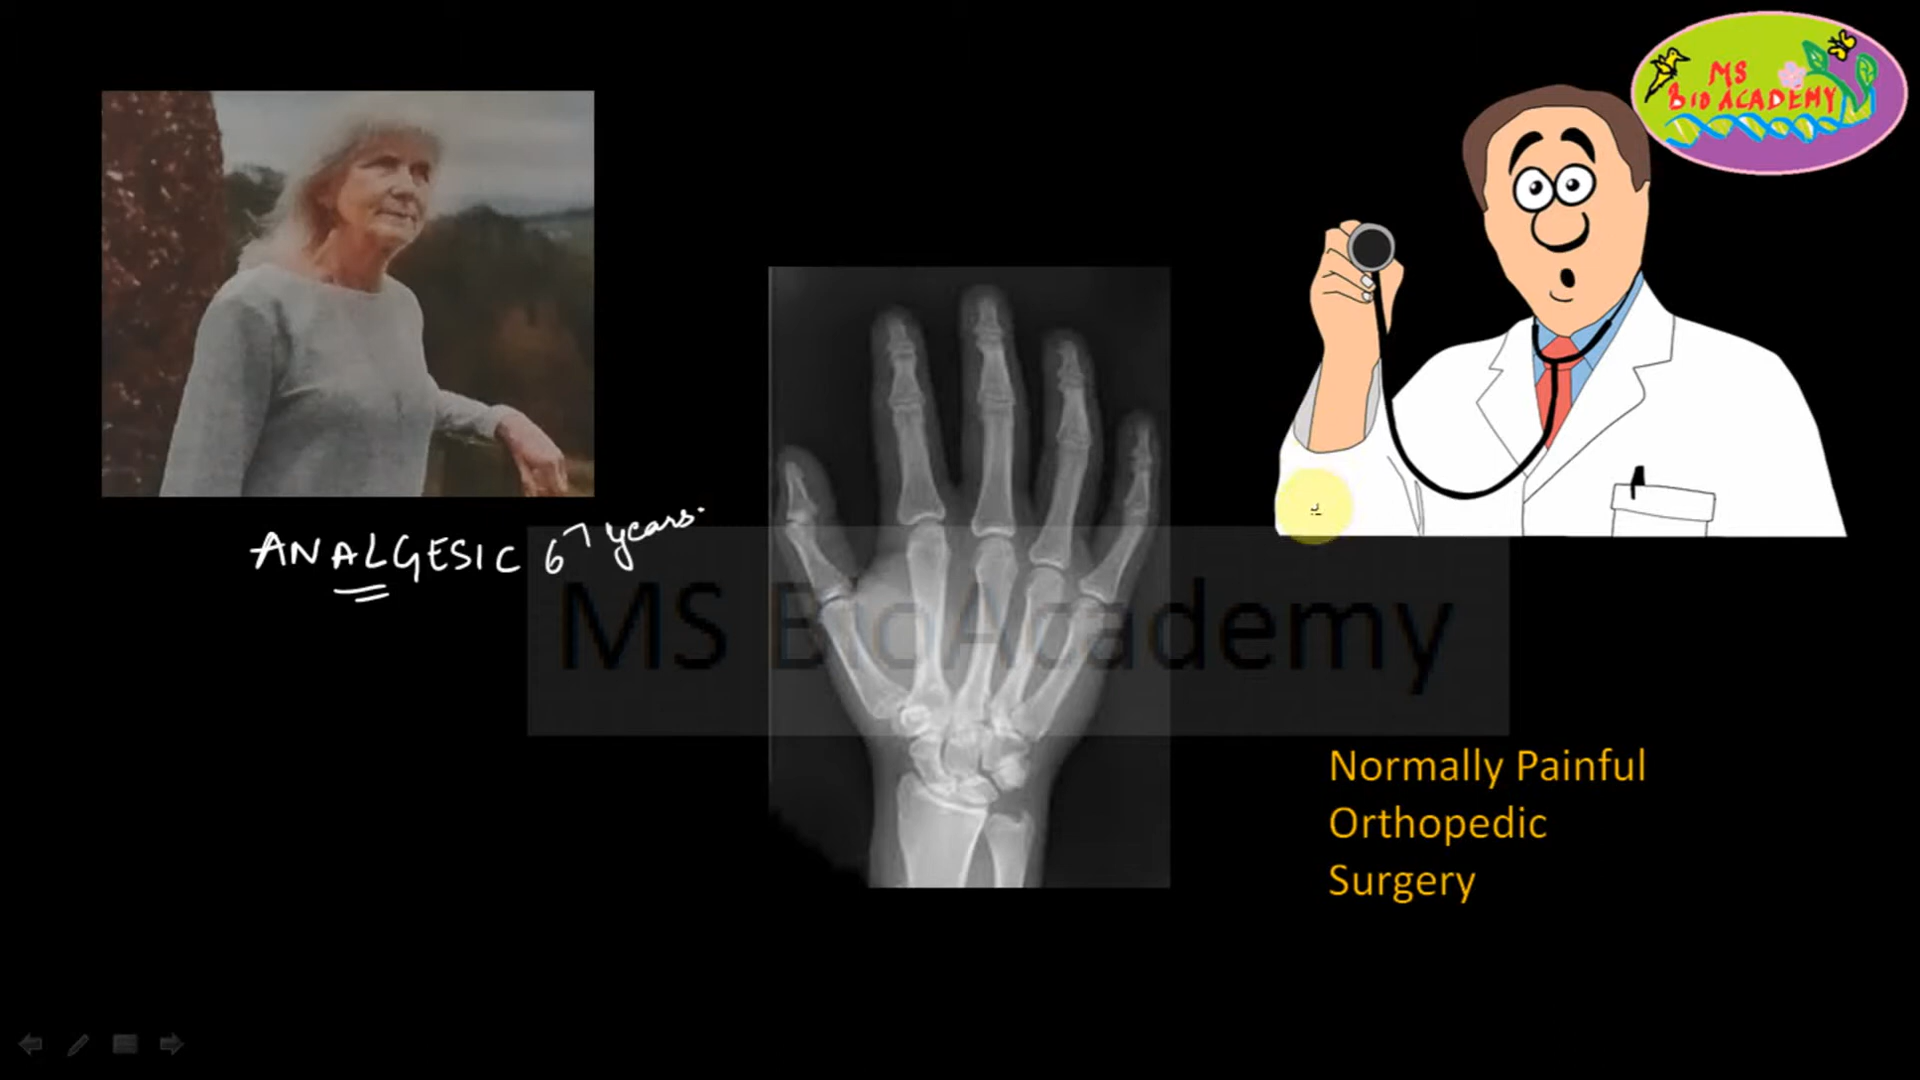 MS
BIO ACADEMY
ANALGESIC 67 years.
MS BioAcademy
Normally Painful
Orthopedic
Surgery